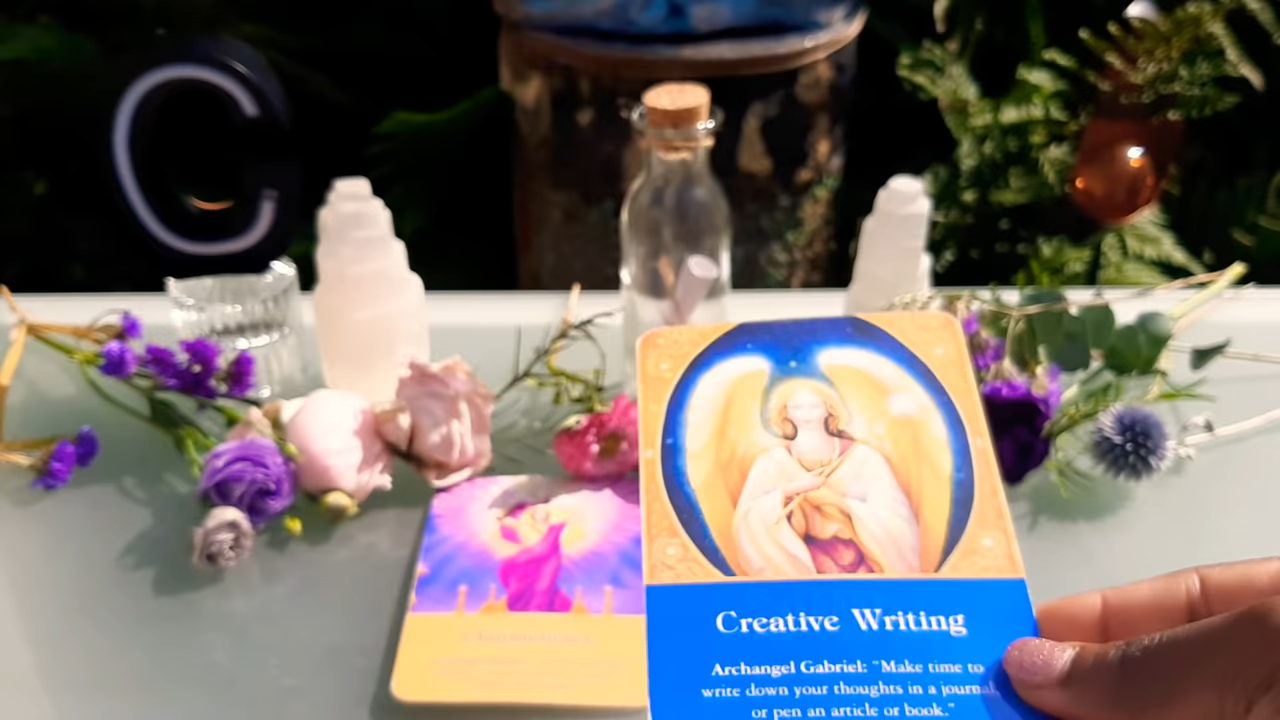 C
Creative Writing
Archangel Gabriel: "Make time to
write down your thoughts in a journal,
or pen an article or book."